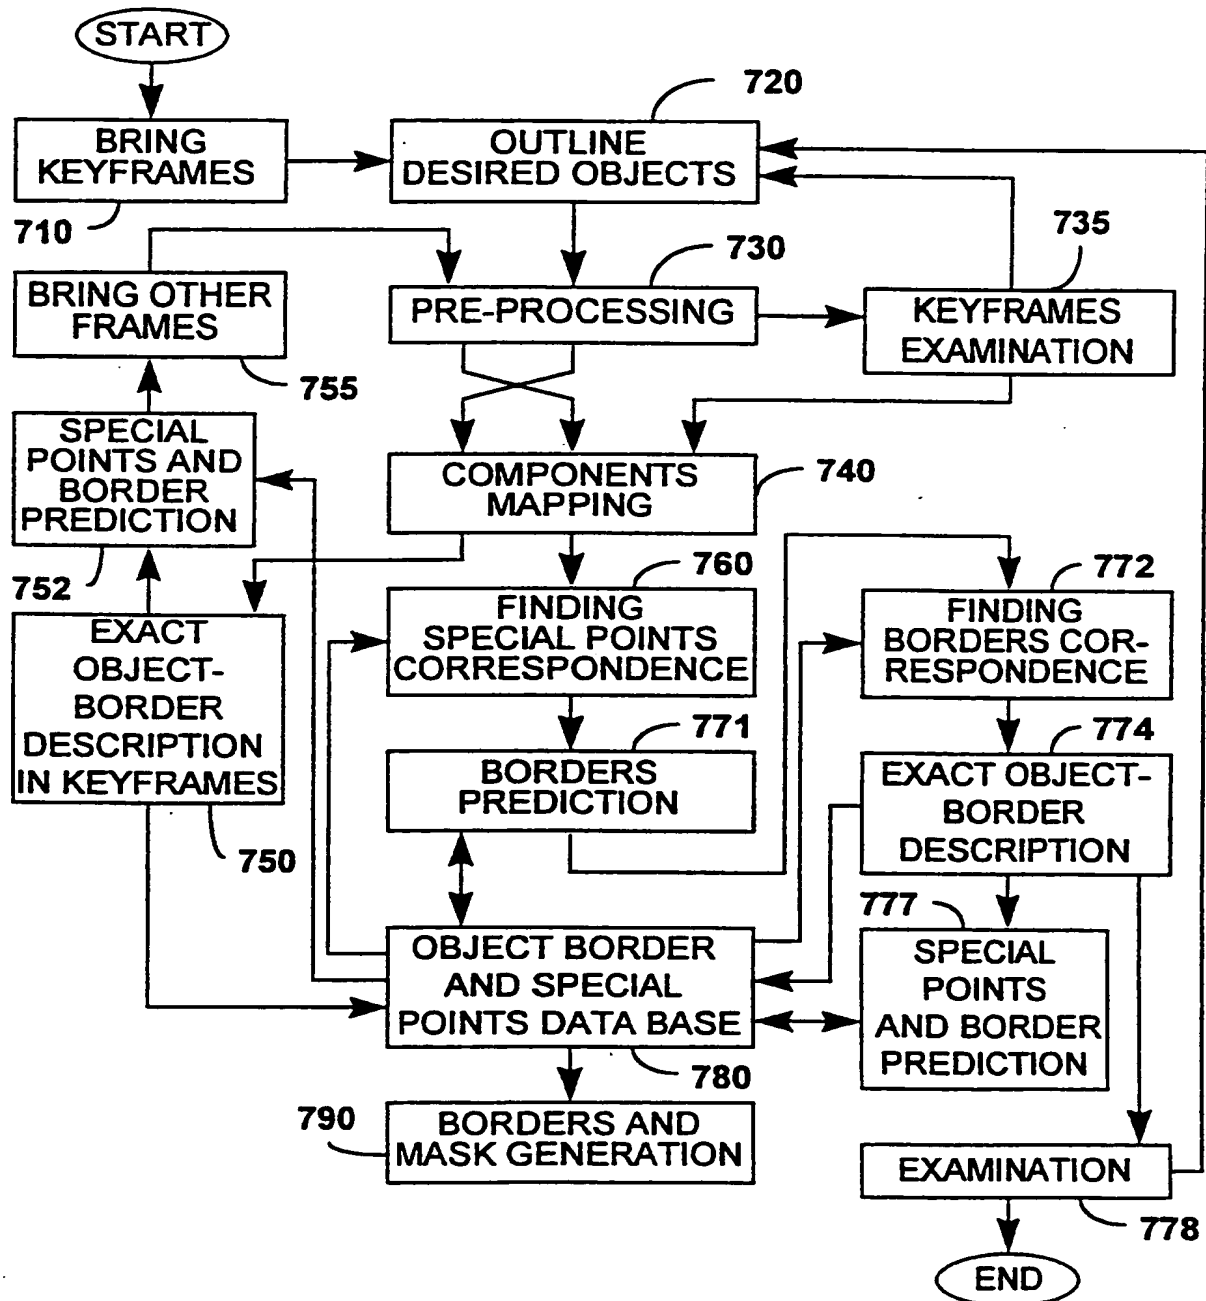 START
720
BRING
KEYFRAMES
OUTLINE
DESIRED OBJECTS
710
735
730
BRING OTHER
FRAMES
PRE-PROCESSING
KEYFRAMES
EXAMINATION
755
SPECIAL
POINTS AND
BORDER
PREDICTION
COMPONENTS
MAPPING
740
752
760
772
EXACT
OBJECT-
BORDER
DESCRIPTION
IN KEYFRAMES
FINDING
SPECIAL POINTS
CORRESPONDENCE
FINDING
BORDERS COR-
RESPONDENCE
771
774
BORDERS
PREDICTION
EXACT OBJECT-
BORDER
DESCRIPTION
750
777
OBJECT BORDER
AND SPECIAL
POINTS DATA BASE
SPECIAL
POINTS
AND BORDER
PREDICTION
780
790
BORDERS AND
MASK GENERATION
EXAMINATION
778
END